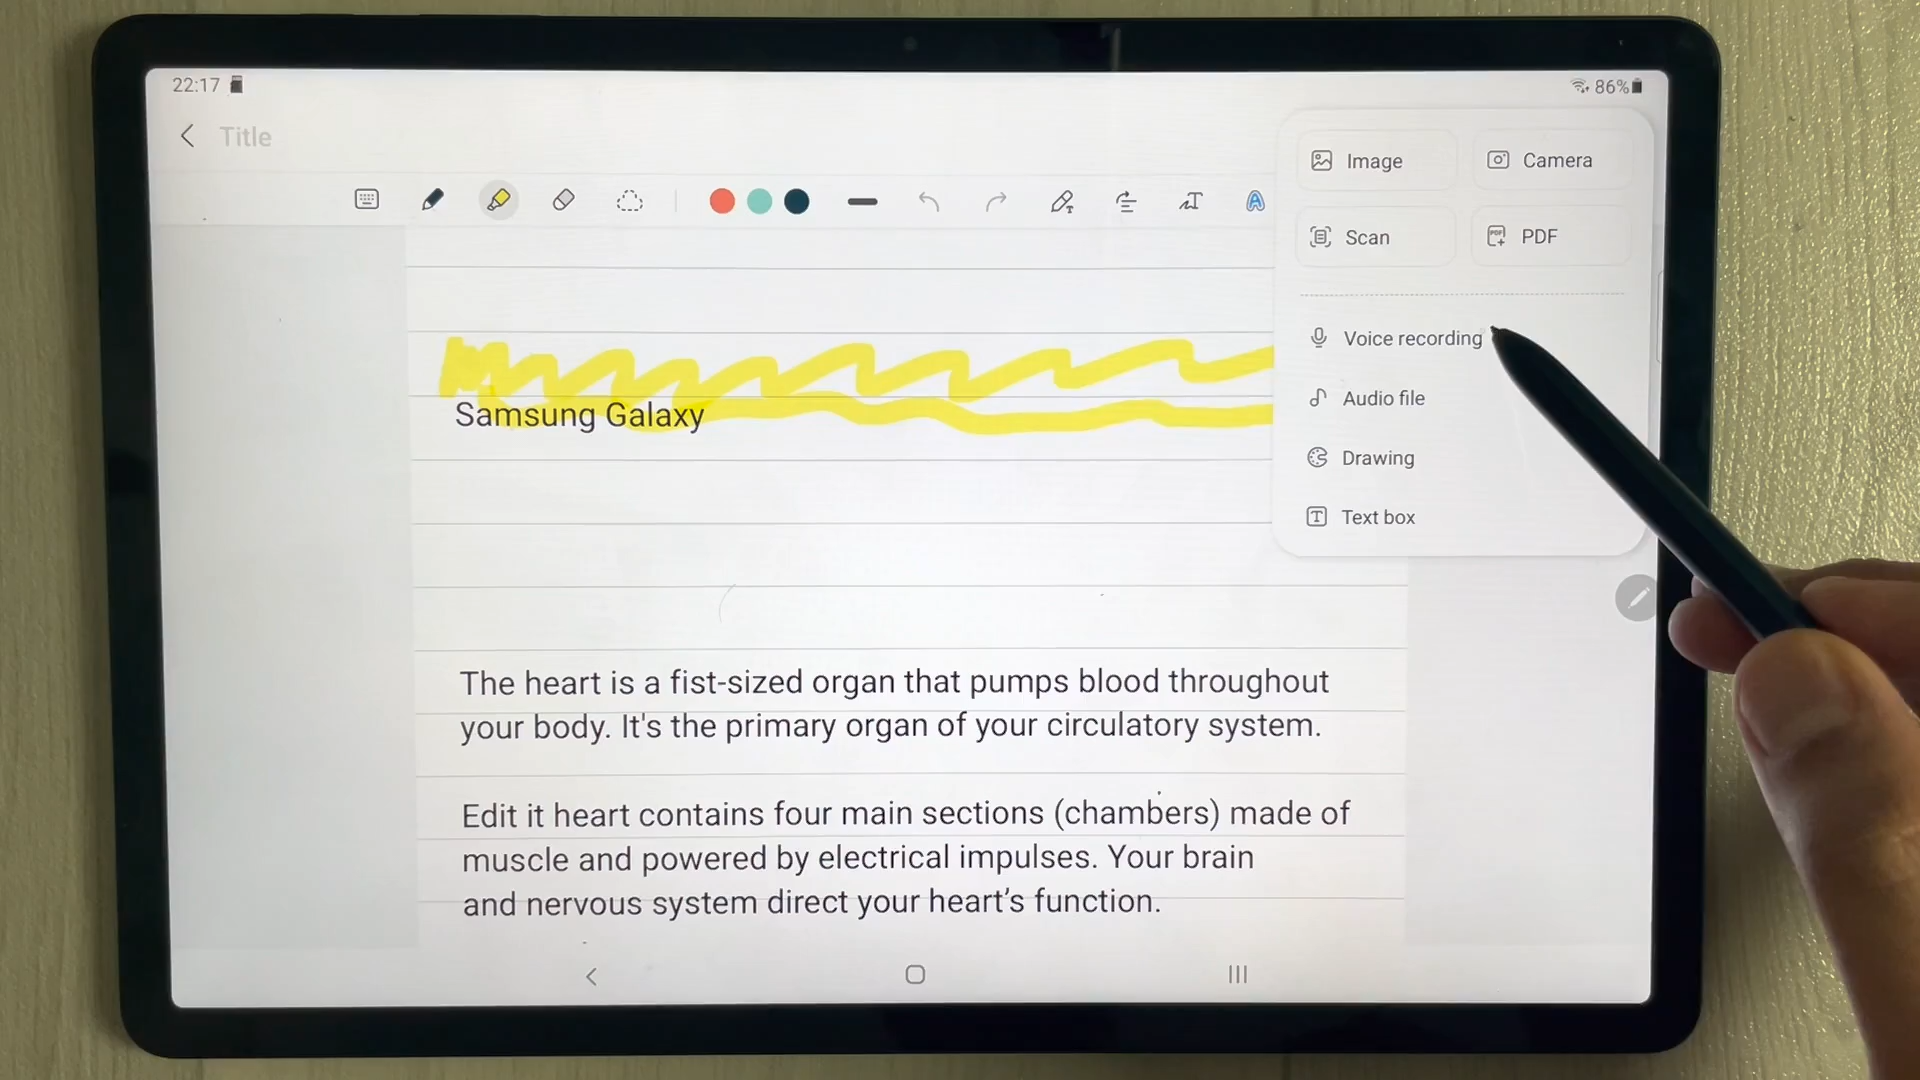 22:17
86%
Title
Image
Camera
Scan
PDF
Voice recording
Audio file
Drawing
Text box
Samsung Galaxy
The heart is a fist-sized organ that pumps blood throughout
your body. It's the primary organ of your circulatory system.
Edit it heart contains four main sections (chambers) made of
muscle and powered by electrical impulses. Your brain
and nervous system direct your heart's function.